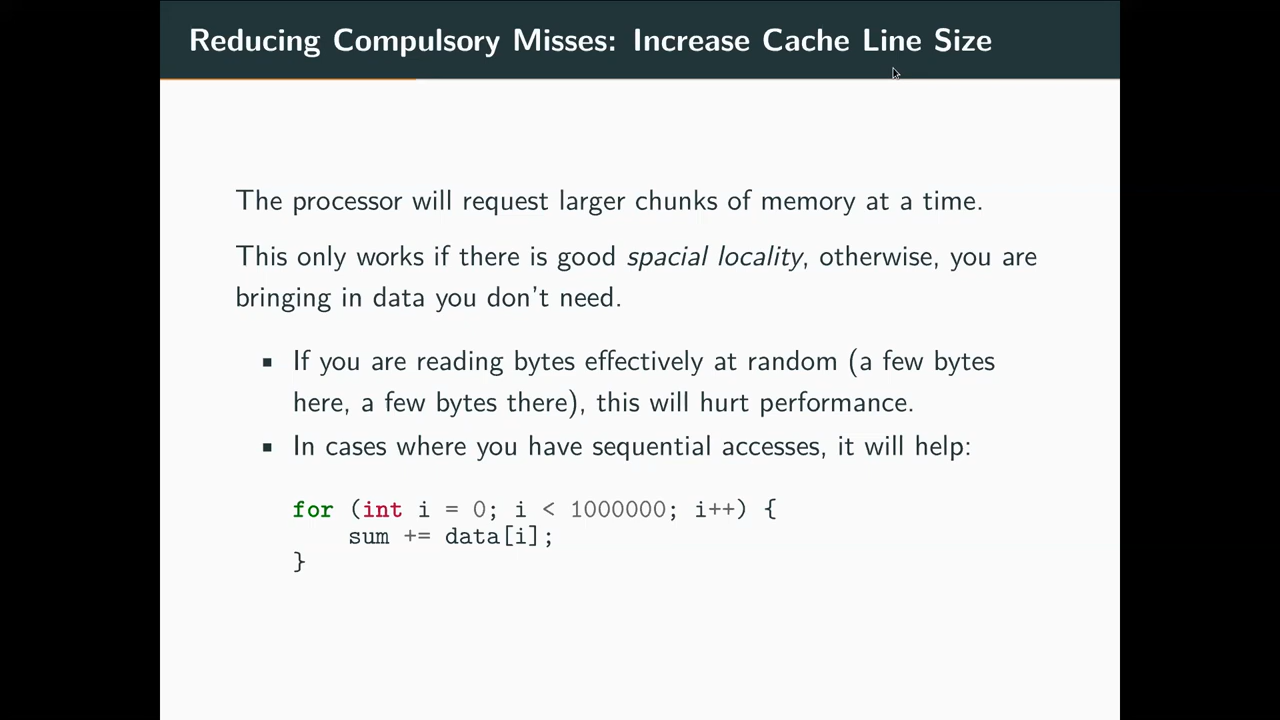 Reducing Compulsory Misses: Increase Cache Line Size
The processor will request larger chunks of memory at a time.
This only works if there is good spacial locality, otherwise, you are
bringing in data you don't need.
▪ If you are reading bytes effectively at random (a few bytes
here, a few bytes there), this will hurt performance.
▪ In cases where you have sequential accesses, it will help:
for (int i = 0; i < 1000000; i++) {
    sum += data[i];
}